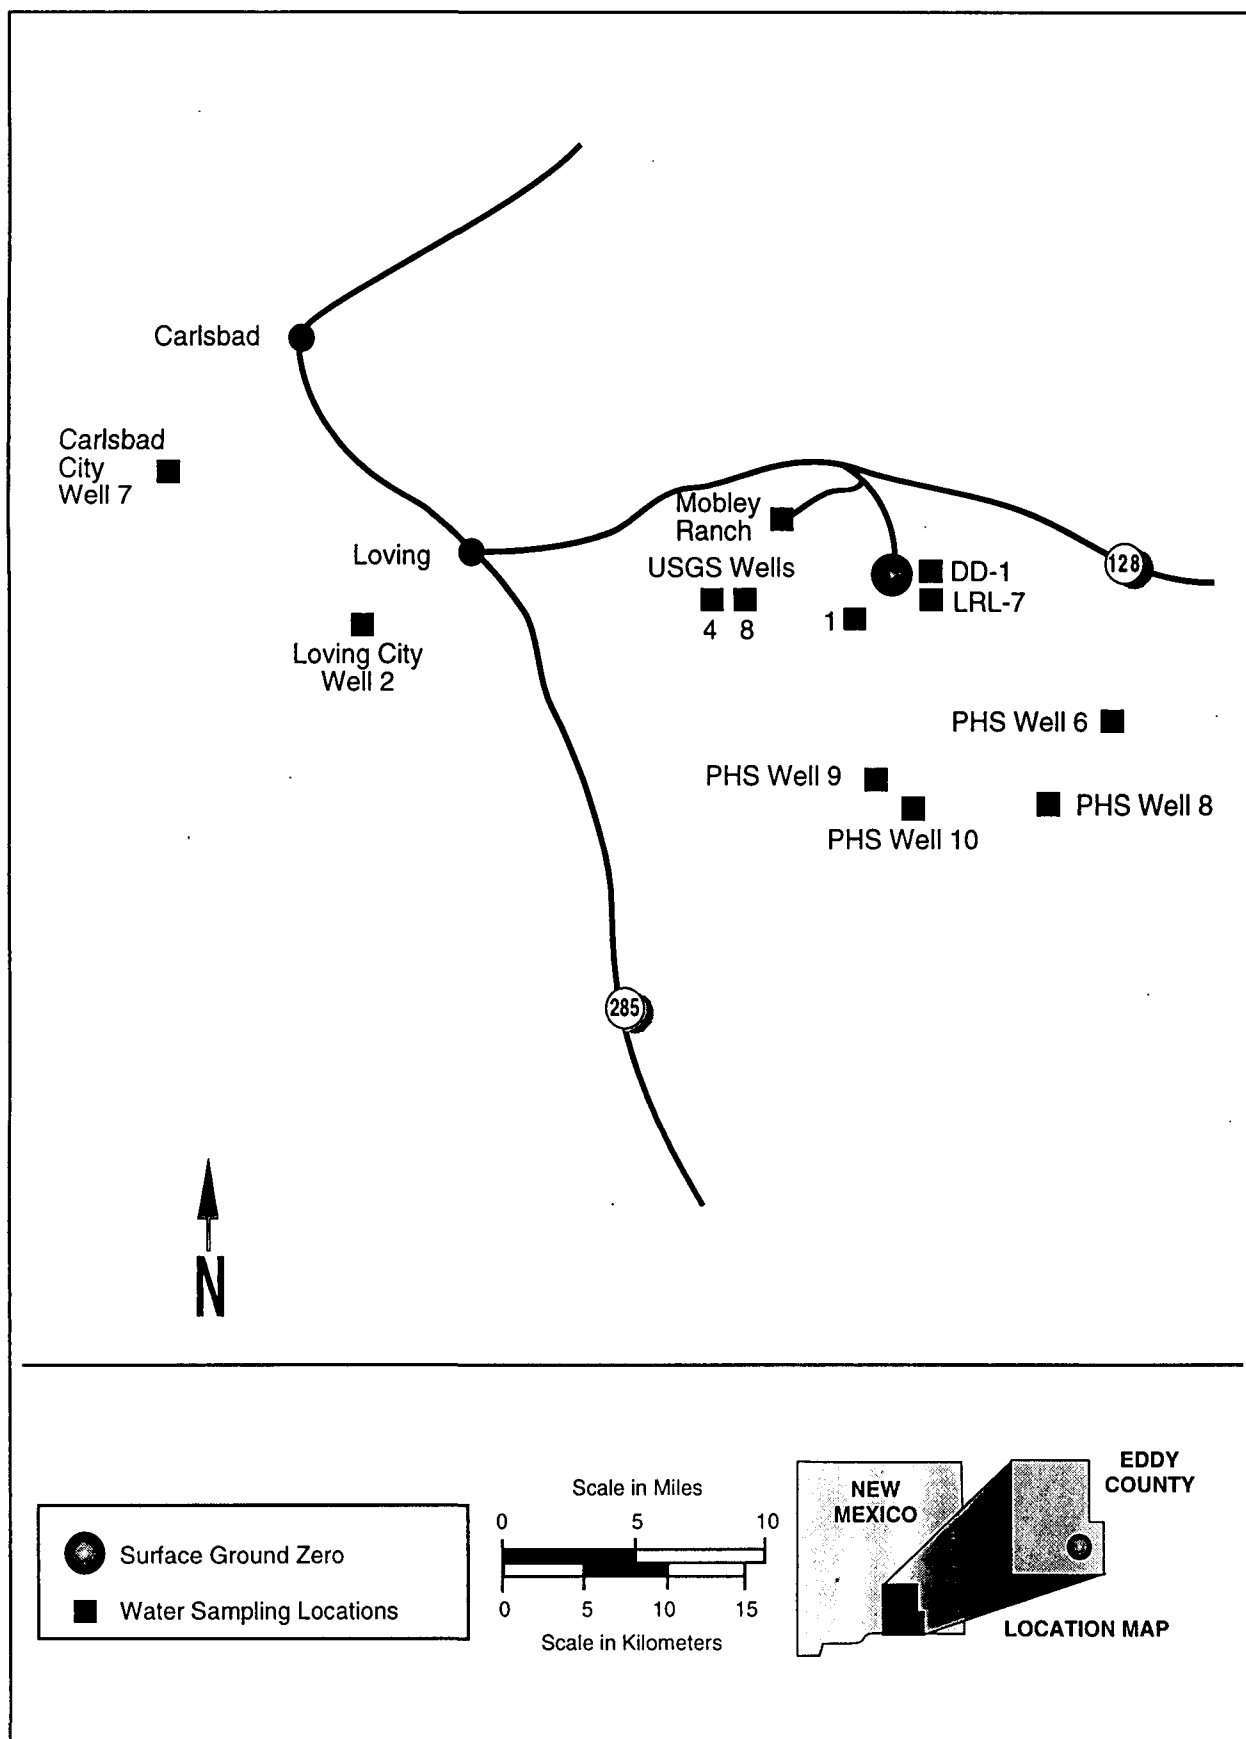 Carlsbad
Carlsbad
City
Well 7
Mobley
Ranch
Loving
USGS Wells
DD-1
128
LRL-7
4 8
1
Loving City
Well 2
PHS Well 6
PHS Well 9
PHS Well 8
PHS Well 10
285
N
Surface Ground Zero
Water Sampling Locations
Scale in Miles
0 5 10
0 5 10 15
Scale in Kilometers
NEW
MEXICO
EDDY
COUNTY
LOCATION MAP